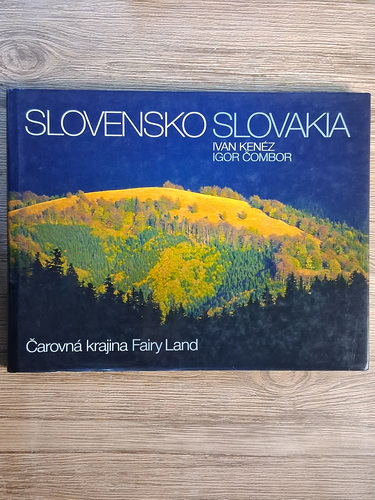 SLOVENSKO SLOVAKIA
IVAN KENÉZ
IGOR ČOMBOR
Čarovná krajina Fairy Land